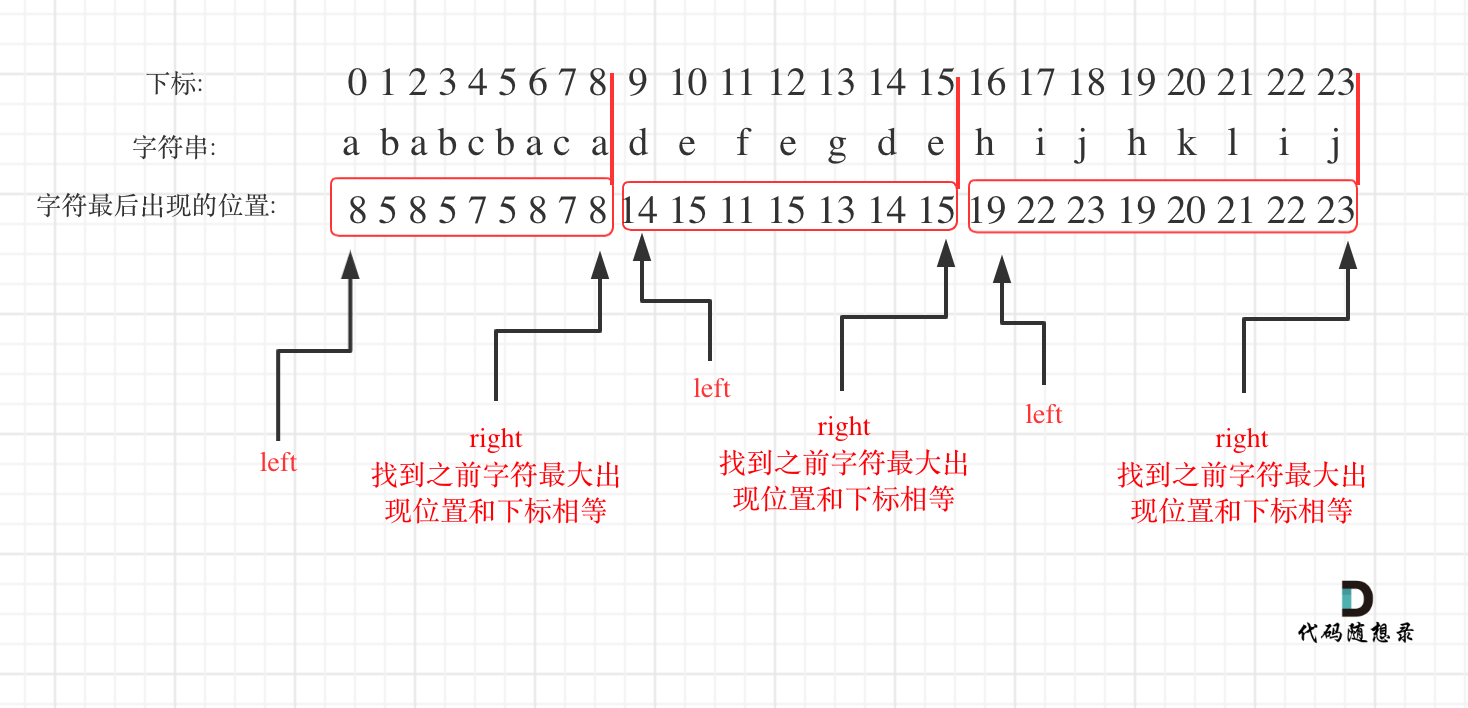 下标: 0 1 2 3 4 5 6 7 8 9 10 11 12 13 14 15 16 17 18 19 20 21 22 23
字符串: a b a b c b a c a d e f e g d e h i j h k l i j
字符最后出现的位置: 8 5 8 5 7 5 8 7 8 14 15 11 15 13 14 15 19 22 23 19 20 21 22 23
left
right
找到之前字符最大出
现位置和下标相等
left
right
找到之前字符最大出
现位置和下标相等
left
right
找到之前字符最大出
现位置和下标相等
代码随想录